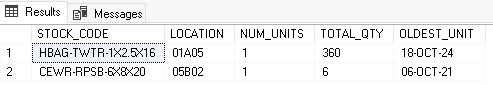 Results Messages
STOCK_CODE LOCATION NUM_UNITS TOTAL_QTY OLDEST_UNIT
1 HBAG-TWTR-1X2.5X16 01A05 1 360 18-OCT-24
2 CEWR-RPSB-6X8X20 05B02 1 6 06-OCT-21